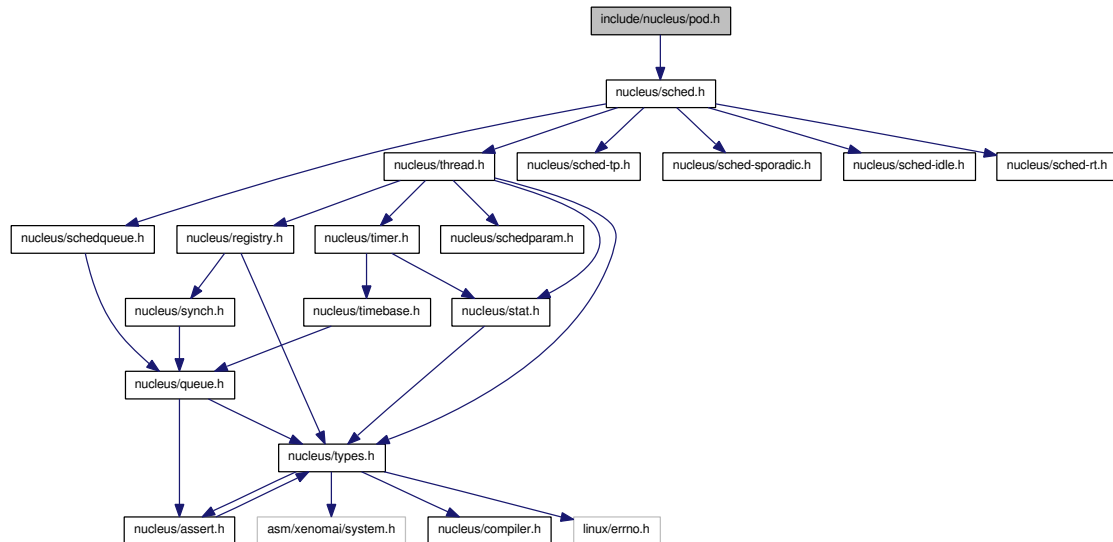 include/nucleus/pod.h
nucleus/sched.h
nucleus/thread.h
nucleus/sched-tp.h
nucleus/sched-sporadic.h
nucleus/sched-idle.h
nucleus/sched-rt.h
nucleus/schedqueue.h
nucleus/registry.h
nucleus/timer.h
nucleus/schedparam.h
nucleus/synch.h
nucleus/timebase.h
nucleus/stat.h
nucleus/queue.h
nucleus/types.h
nucleus/assert.h
asm/xenomai/system.h
nucleus/compiler.h
linux/errno.h